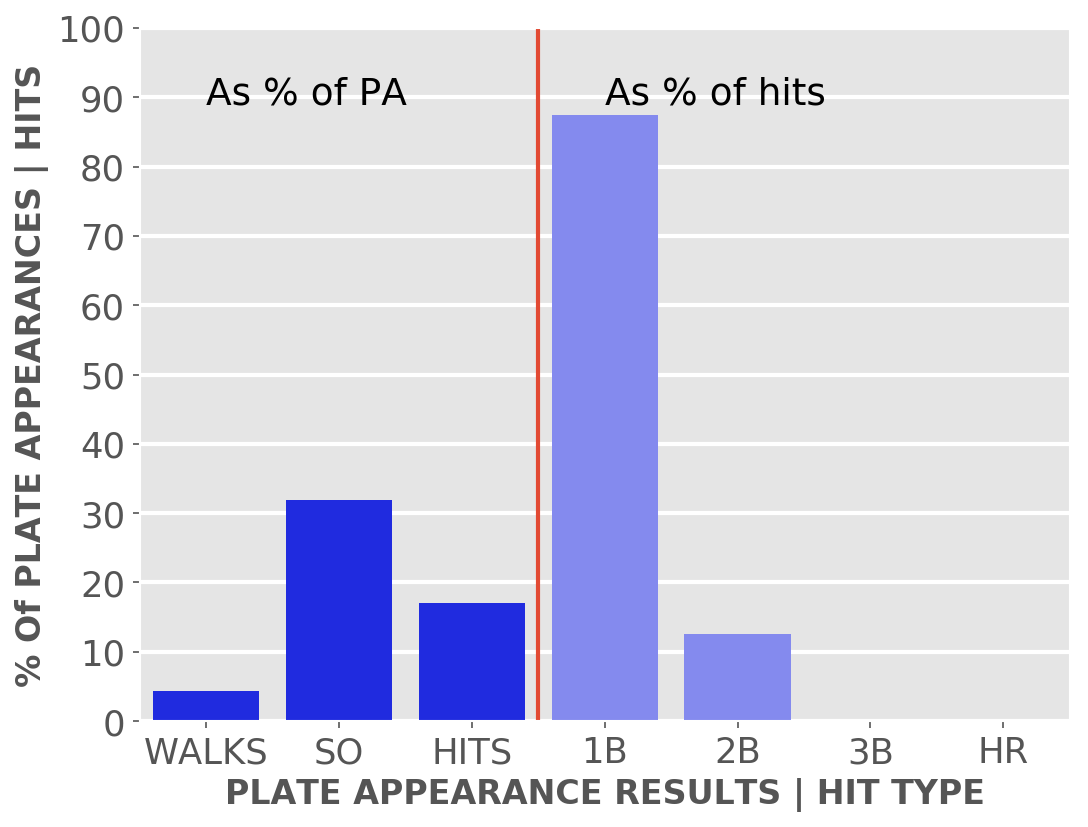 % Of PLATE APPEARANCES | HITS
100
90
80
70
60
50
40
30
20
10
0
As % of PA
As % of hits
WALKS SO HITS 1B 2B 3B HR
PLATE APPEARANCE RESULTS | HIT TYPE